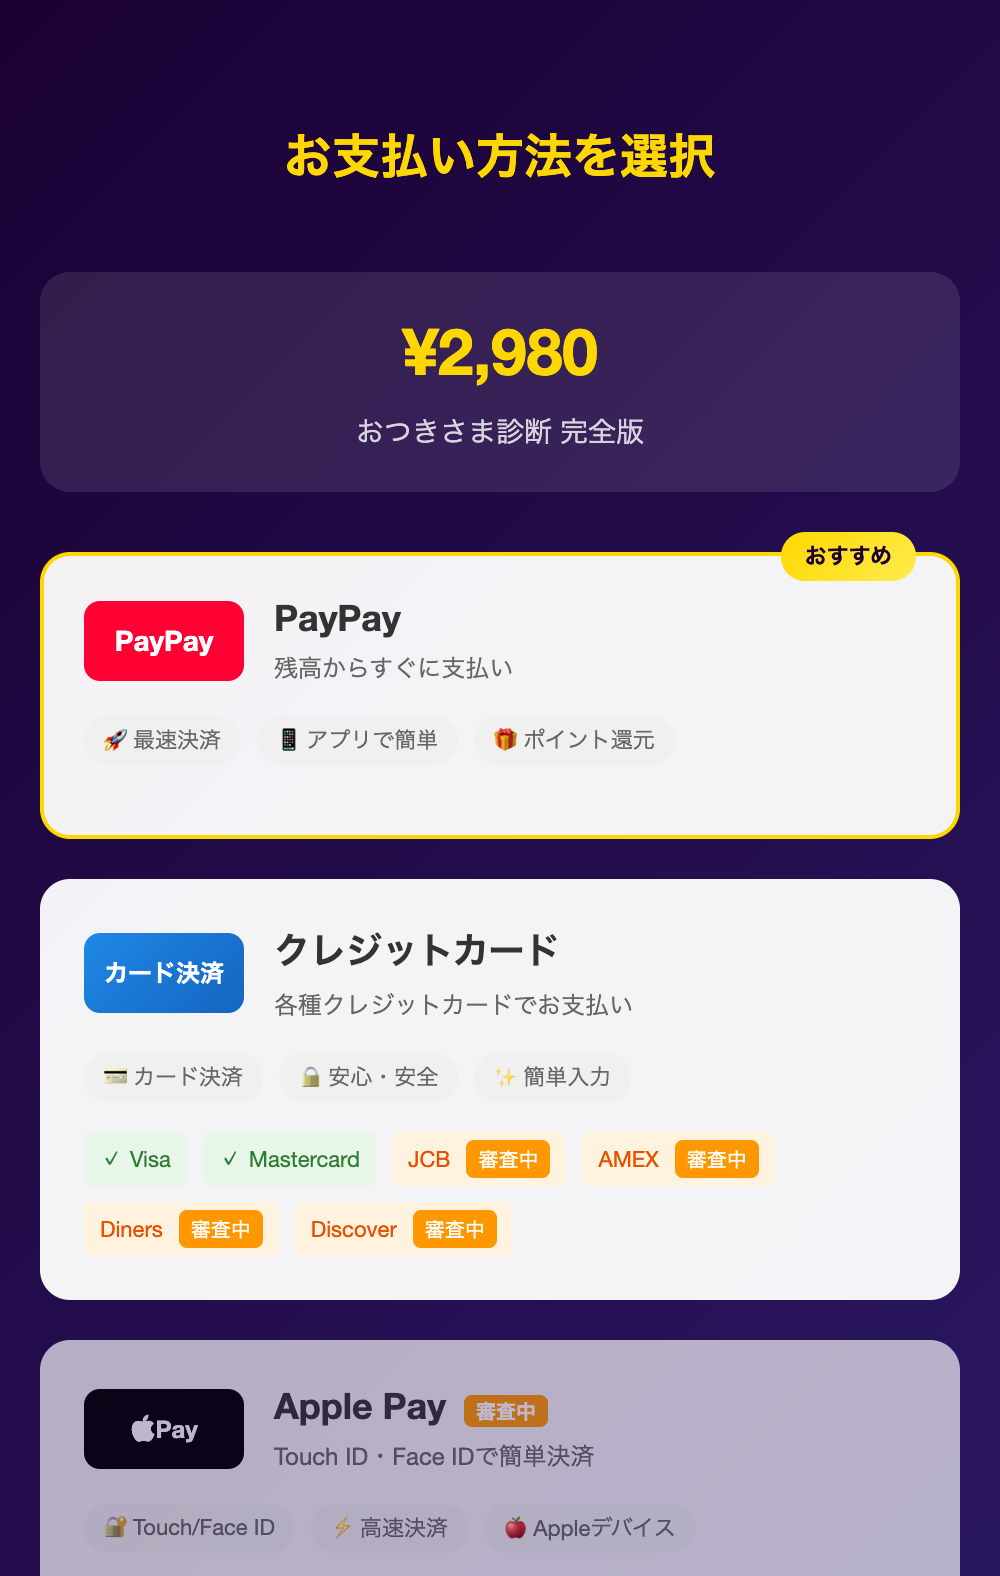 お支払い方法を選択
¥2,980
おつきさま診断 完全版
おすすめ
PayPay
PayPay
残高からすぐに支払い
🚀 最速決済 📱 アプリで簡単 🎁 ポイント還元
カード決済
クレジットカード
各種クレジットカードでお支払い
💳 カード決済 🔒 安心・安全 ✨ 簡単入力
✓ Visa ✓ Mastercard JCB 審査中 AMEX 審査中
Diners 審査中 Discover 審査中
Pay
Apple Pay 審査中
Touch ID・Face IDで簡単決済
🔐 Touch/Face ID ⚡ 高速決済 🍎 Appleデバイス